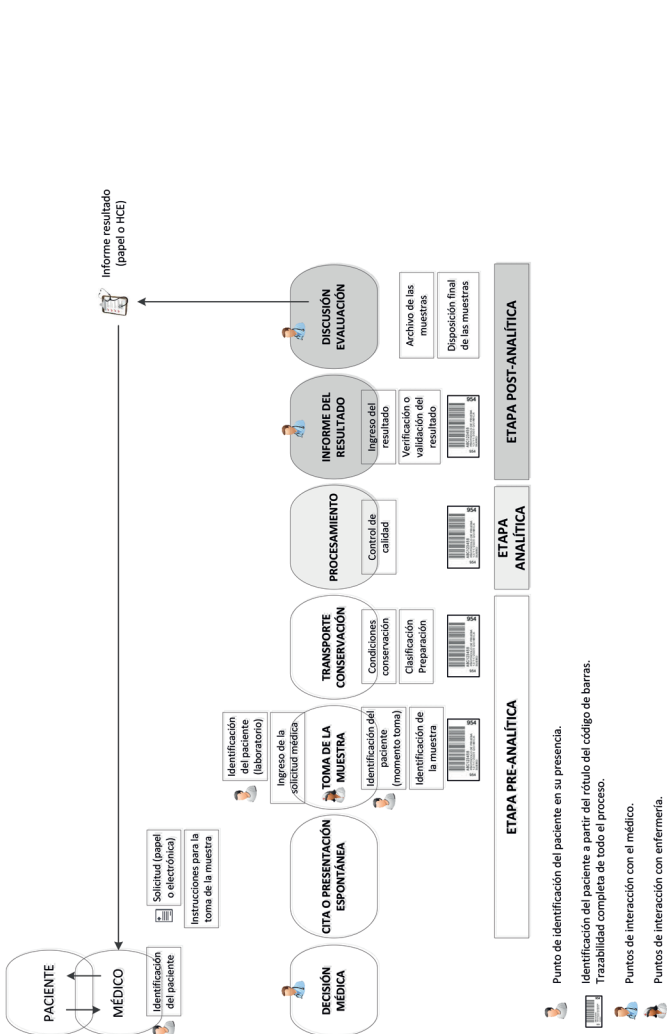 PACIENTE
MÉDICO
Identificación
del paciente
Solicitud (papel
o electrónica)
Instrucciones para la
toma de la muestra
Informe resultado
(papel o HCE)
DECISIÓN
MÉDICA
CITA O PRESENTACIÓN
ESPONTÁNEA
Identificación
del paciente
(laboratorio)
Ingreso de la
solicitud médica
TOMA DE LA
MUESTRA
Identificación del
paciente
(momento toma)
Identificación de
la muestra
954
TRANSPORTE
CONSERVACIÓN
Condiciones
conservación
Clasificación
Preparación
954
PROCESAMIENTO
Control de
calidad
954
INFORME DEL
RESULTADO
Ingreso del
resultado
Verificación o
validación del
resultado
954
DISCUSIÓN
EVALUACIÓN
Archivo de las
muestras
Disposición final
de las muestras
ETAPA PRE-ANALÍTICA
ETAPA
ANALÍTICA
ETAPA POST-ANALÍTICA
Punto de identificación del paciente en su presencia.
Identificación del paciente a partir del rótulo del código de barras.
Trazabilidad completa de todo el proceso.
Puntos de interacción con el médico.
Puntos de interacción con enfermería.